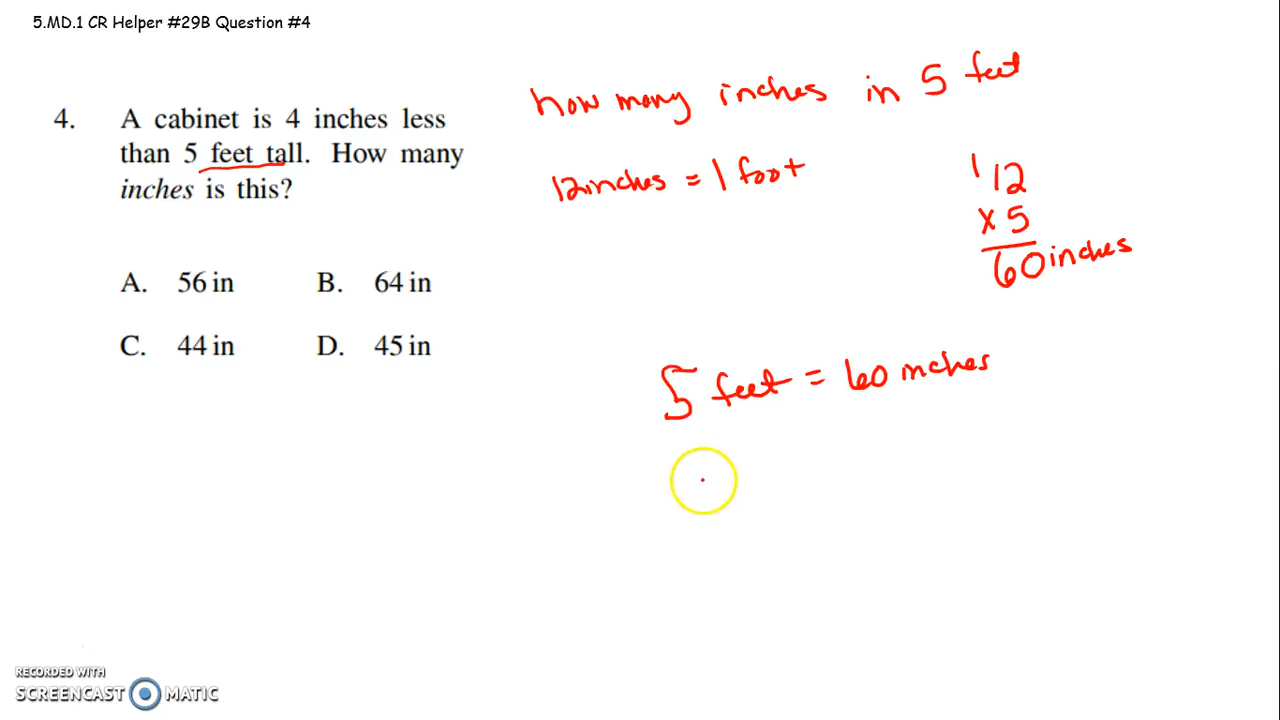 5.MD.1 CR Helper #29B Question #4
4. A cabinet is 4 inches less
than 5 feet tall. How many
inches is this?
A. 56 in B. 64 in
C. 44 in D. 45 in
how many inches in 5 feet
12 inches = 1 foot
1
12
x 5
60 inches
5 feet = 60 inches
RECORDED WITH
SCREENCAST MATIC